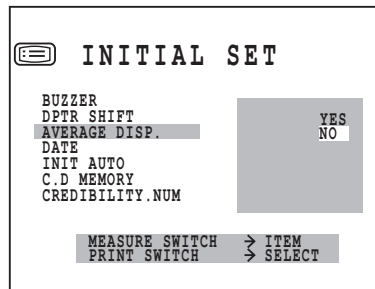 INITIAL SET
BUZZER
DPTR SHIFT
AVERAGE DISP.
DATE
INIT AUTO
C.D MEMORY
CREDIBILITY.NUM
YES
NO
MEASURE SWITCH → ITEM
PRINT SWITCH → SELECT